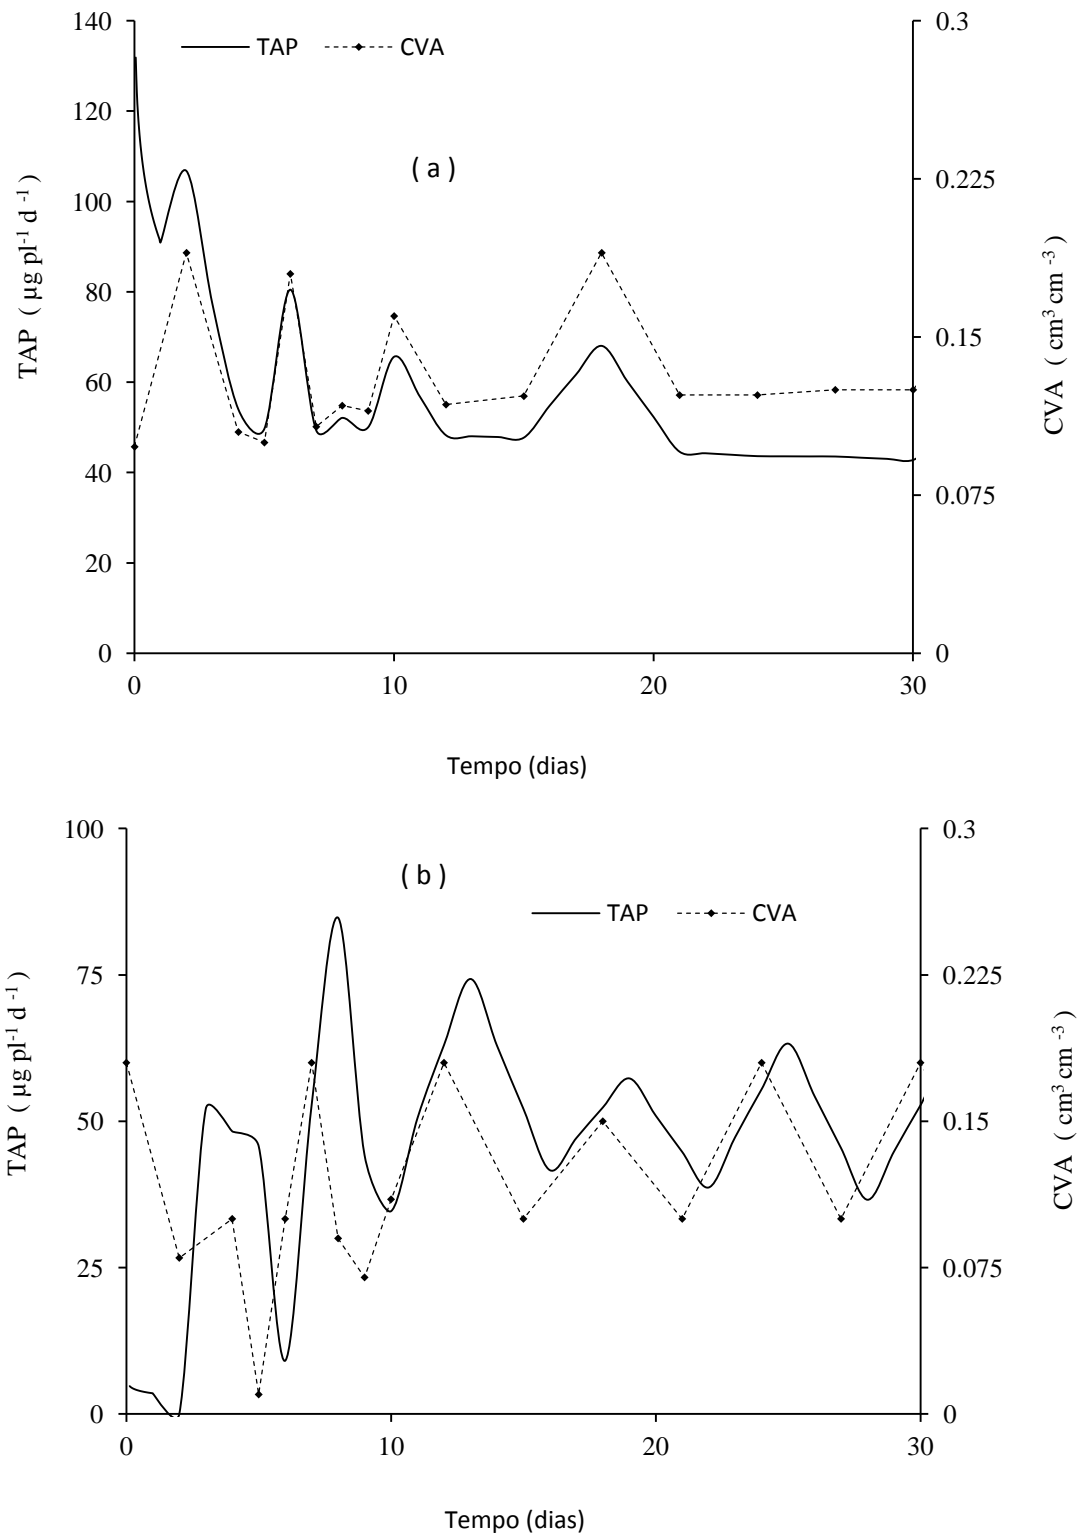 140
0.3
TAP
CVA
120
( a )
0.225
100
80
0.15
60
40
0.075
20
0
0
0
10
20
30
TAP ( µg pl⁻¹ d ⁻¹ )
CVA ( cm³ cm ⁻³ )
Tempo (dias)
100
0.3
( b )
TAP
CVA
75
0.225
50
0.15
25
0.075
0
0
0
10
20
30
TAP ( µg pl⁻¹ d ⁻¹ )
CVA ( cm³ cm ⁻³ )
Tempo (dias)